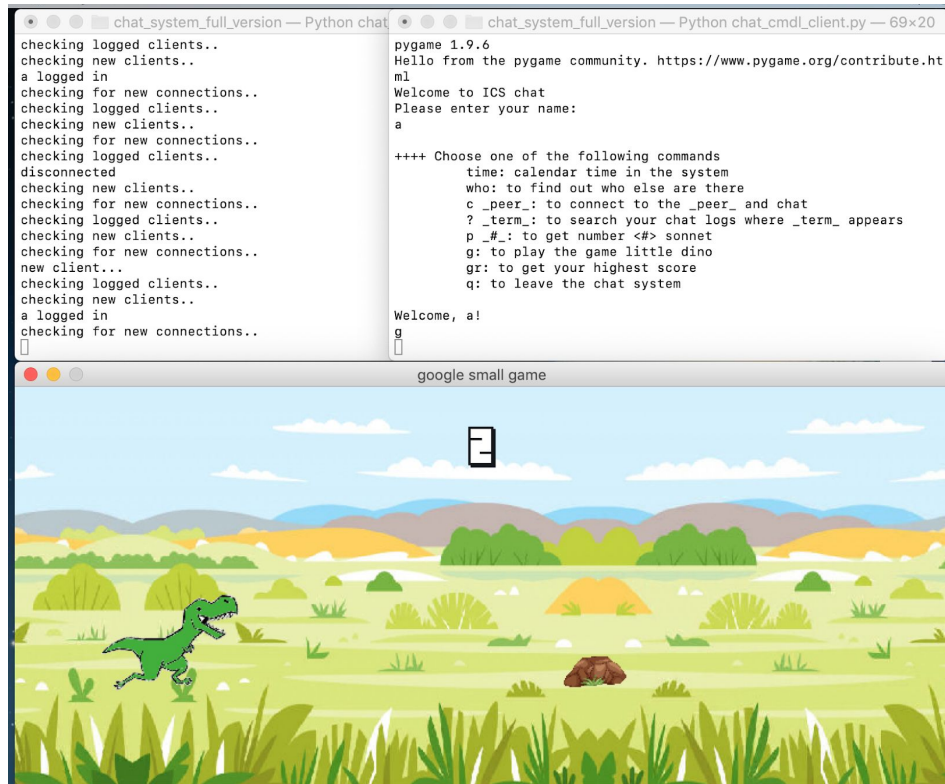 chat_system_full_version — Python chat
checking logged clients..
checking new clients..
a logged in
checking for new connections..
checking logged clients..
checking new clients..
checking for new connections..
checking logged clients..
disconnected
checking new clients..
checking for new connections..
checking logged clients..
checking new clients..
checking for new connections..
new client...
checking logged clients..
checking new clients..
a logged in
checking for new connections..
chat_system_full_version — Python chat_cmdl_client.py — 69×20
pygame 1.9.6
Hello from the pygame community. https://www.pygame.org/contribute.ht
ml
Welcome to ICS chat
Please enter your name:
a
++++ Choose one of the following commands
time: calendar time in the system
who: to find out who else are there
c _peer_: to connect to the _peer_ and chat
? _term_: to search your chat logs where _term_ appears
p _#_: to get number <#> sonnet
g: to play the game little dino
gr: to get your highest score
q: to leave the chat system
Welcome, a!
g
google small game
2